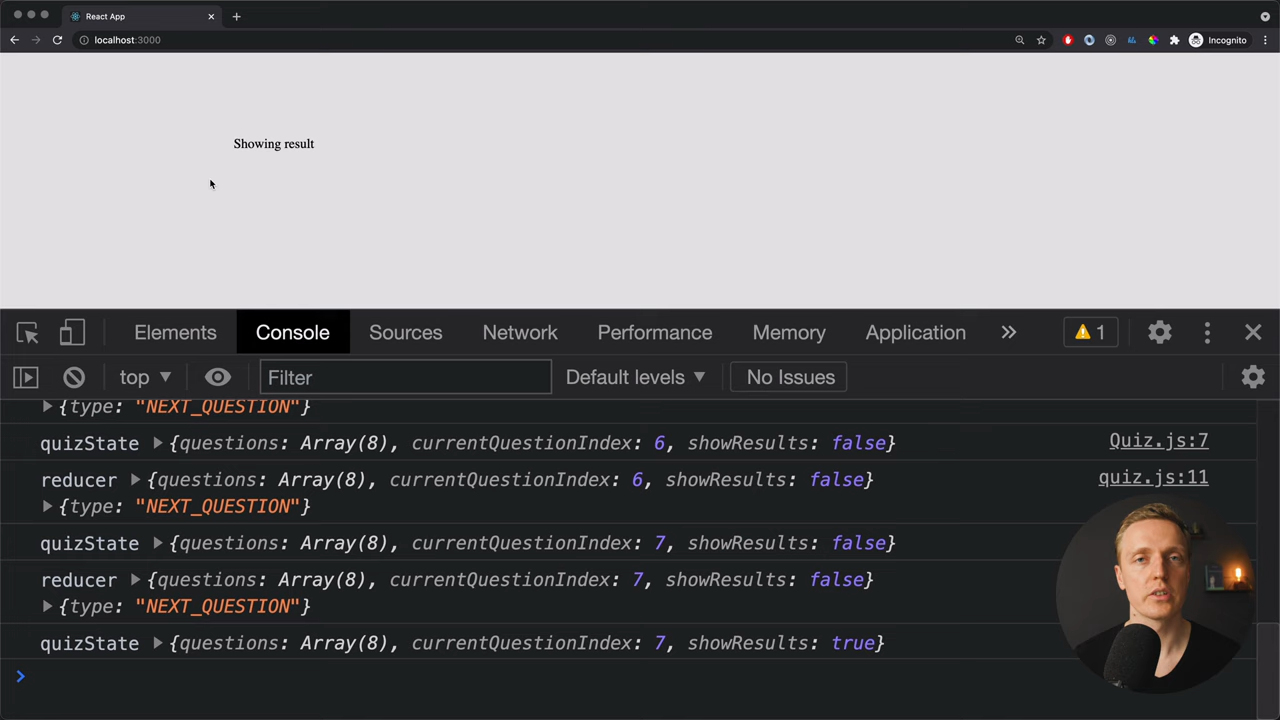 React App
localhost:3000
Incognito
Showing result
Elements Console Sources Network Performance Memory Application » 1
top Filter Default levels No Issues
{type: "NEXT_QUESTION"}
quizState {questions: Array(8), currentQuestionIndex: 6, showResults: false} Quiz.js:7
reducer {questions: Array(8), currentQuestionIndex: 6, showResults: false} quiz.js:11
{type: "NEXT_QUESTION"}
quizState {questions: Array(8), currentQuestionIndex: 7, showResults: false}
reducer {questions: Array(8), currentQuestionIndex: 7, showResults: false}
{type: "NEXT_QUESTION"}
quizState {questions: Array(8), currentQuestionIndex: 7, showResults: true}